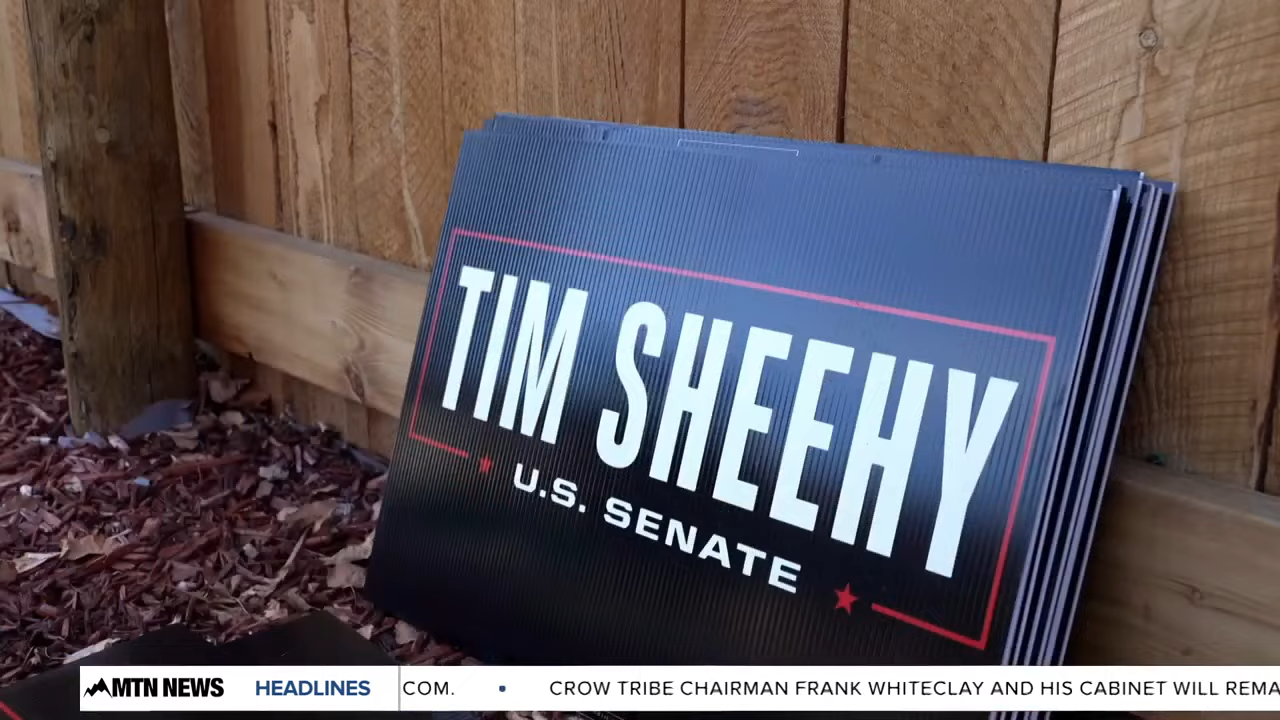 TIM SHEEHY
U.S. SENATE
MTN NEWS HEADLINES COM. • CROW TRIBE CHAIRMAN FRANK WHITECLAY AND HIS CABINET WILL REMA